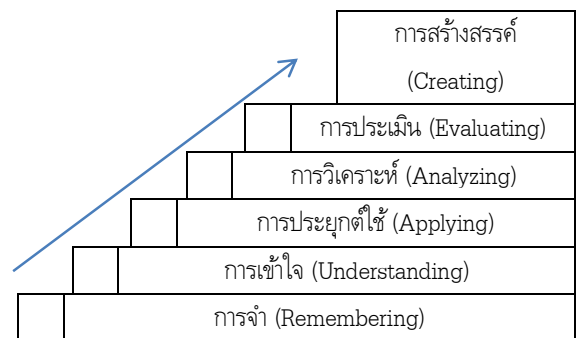 การสร้างสรรค์
(Creating)
การประเมิน (Evaluating)
การวิเคราะห์ (Analyzing)
การประยุกต์ใช้ (Applying)
การเข้าใจ (Understanding)
การจำ (Remembering)